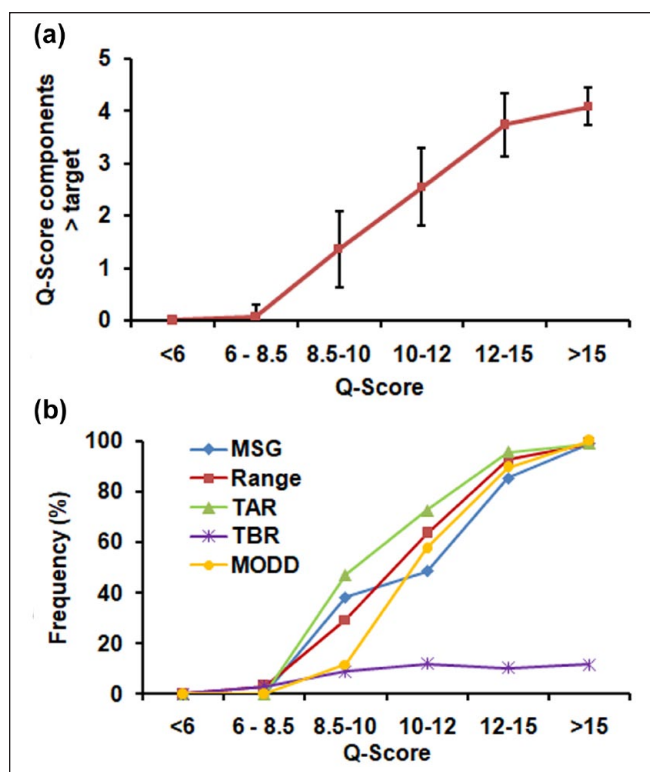 (a)
5
4
3
2
1
0
Q-Score components
> target
<6
6 - 8.5
8.5-10
10-12
12-15
>15
Q-Score
(b)
100
80
60
40
20
0
Frequency (%)
MSG
Range
TAR
TBR
MODD
<6
6 - 8.5
8.5-10
10-12
12-15
>15
Q-Score